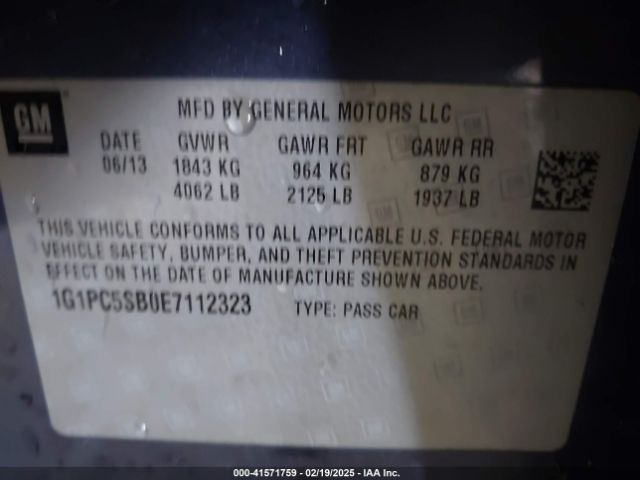 GM
MFD BY GENERAL MOTORS LLC
DATE GVWR GAWR FRT GAWR RR
06/13 1843 KG 964 KG 879 KG
4062 LB 2125 LB 1937 LB
THIS VEHICLE CONFORMS TO ALL APPLICABLE U.S. FEDERAL MOTOR
VEHICLE SAFETY, BUMPER, AND THEFT PREVENTION STANDARDS IN
EFFECT ON THE DATE OF MANUFACTURE SHOWN ABOVE.
1G1PC5SB0E7112323 TYPE: PASS CAR
000-41571759 - 02/19/2025 - IAA Inc.